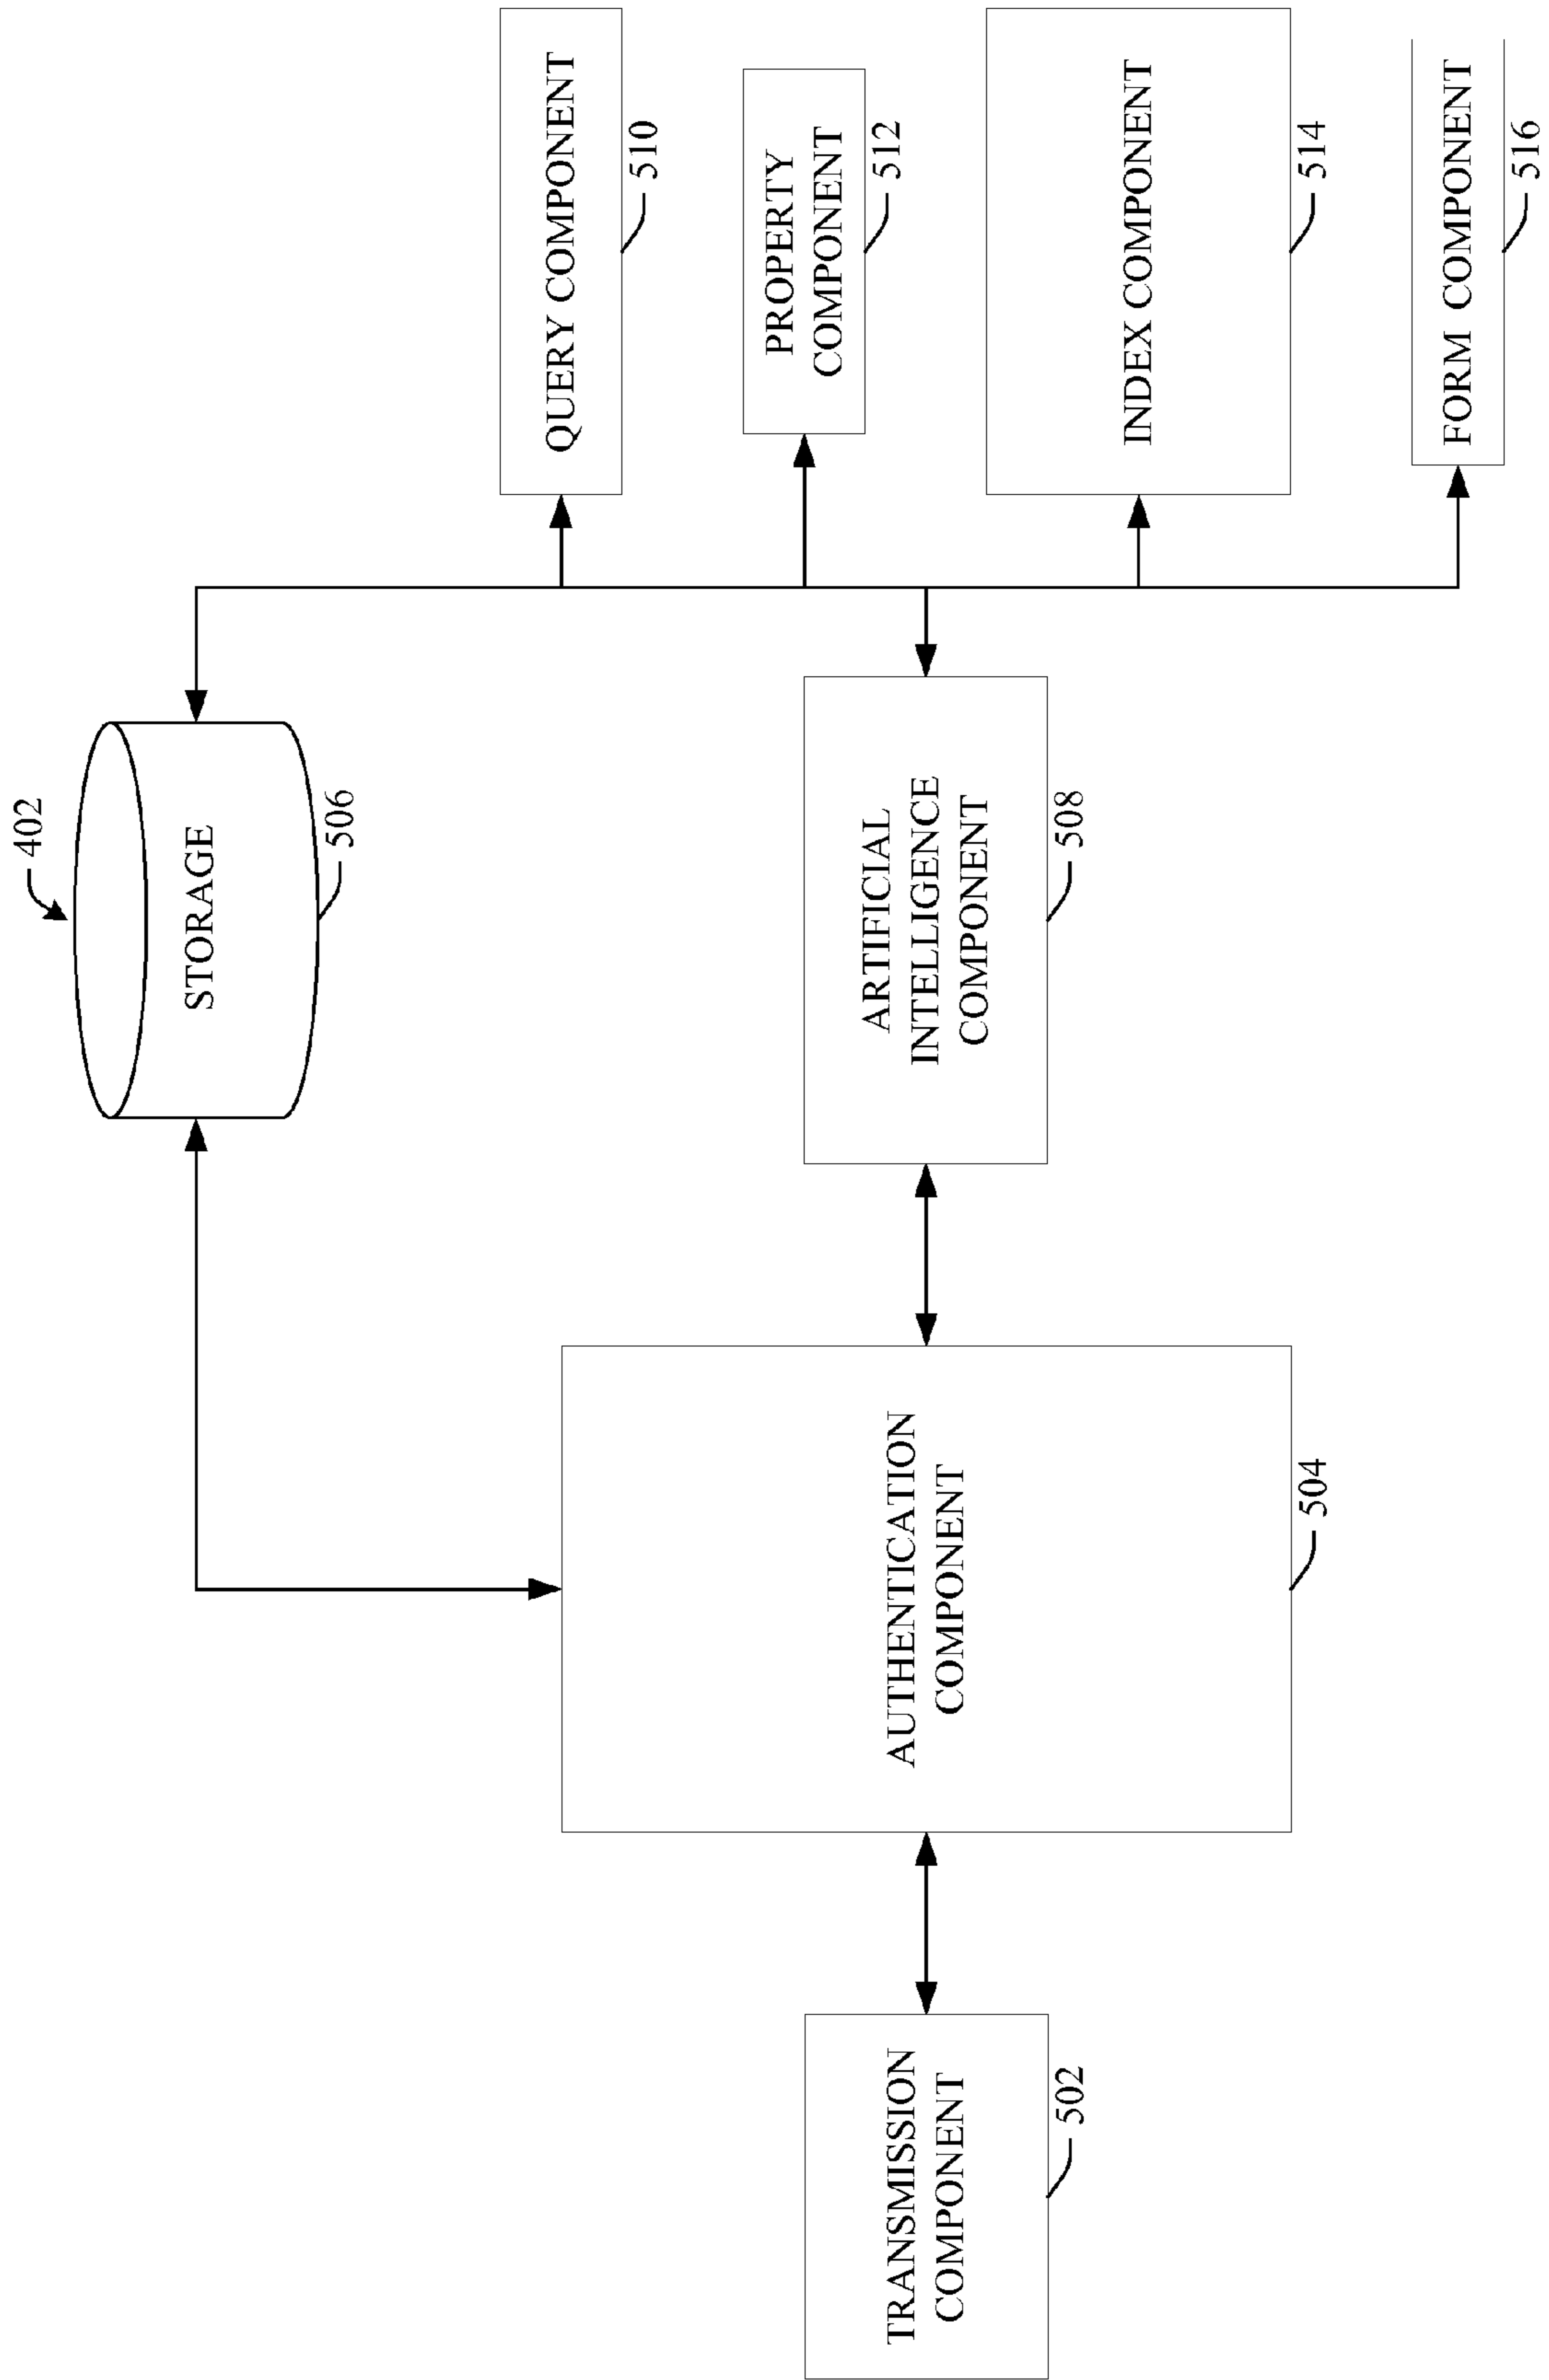 402
STORAGE
506
TRANSMISSION
COMPONENT
502
AUTHENTICATION
COMPONENT
504
ARTIFICIAL
INTELLIGENCE
COMPONENT
508
QUERY COMPONENT
510
PROPERTY
COMPONENT
512
INDEX COMPONENT
514
FORM COMPONENT
516